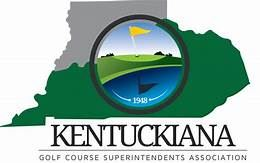 1948
KENTUCKIANA
GOLF COURSE SUPERINTENDENTS ASSOCIATION